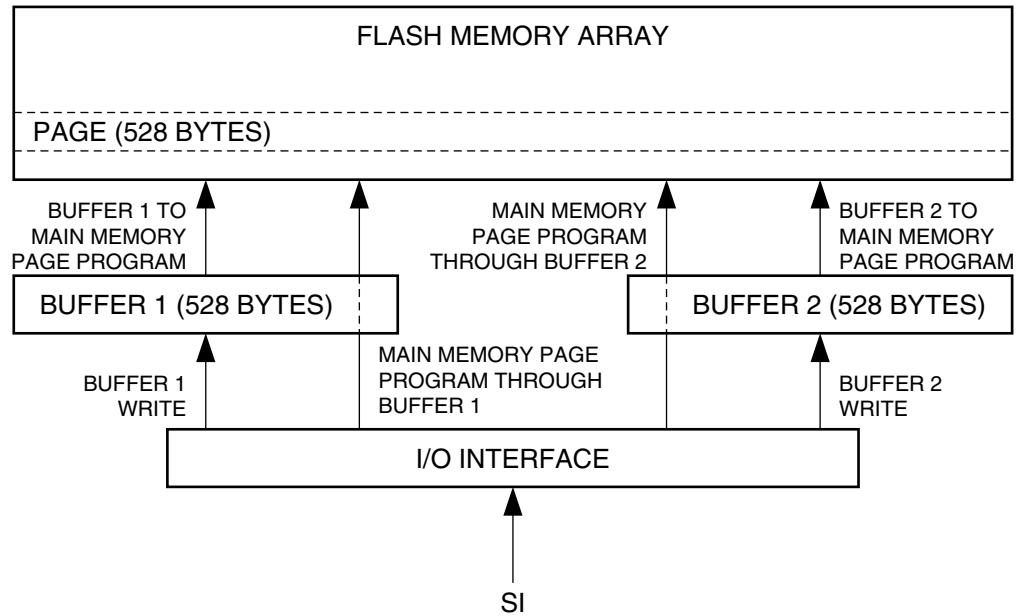 FLASH MEMORY ARRAY
PAGE (528 BYTES)
BUFFER 1 TO
MAIN MEMORY
PAGE PROGRAM
MAIN MEMORY
PAGE PROGRAM
THROUGH BUFFER 2
BUFFER 2 TO
MAIN MEMORY
PAGE PROGRAM
BUFFER 1 (528 BYTES)
BUFFER 2 (528 BYTES)
BUFFER 1
WRITE
MAIN MEMORY PAGE
PROGRAM THROUGH
BUFFER 1
BUFFER 2
WRITE
I/O INTERFACE
SI